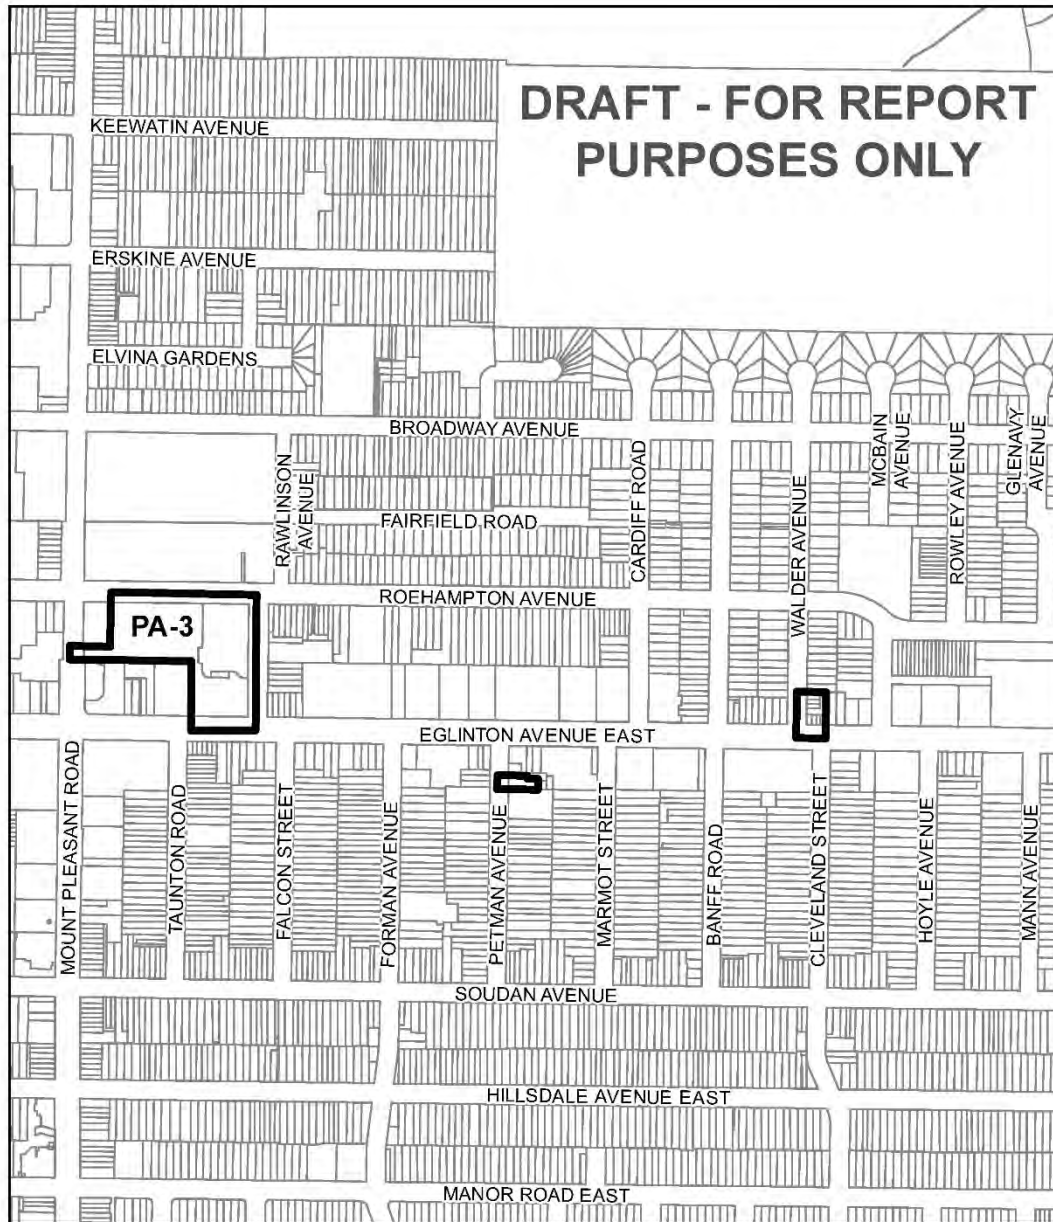 DRAFT - FOR REPORT
PURPOSES ONLY
KEEWATIN AVENUE
ERSKINE AVENUE
ELVINA GARDENS
BROADWAY AVENUE
RAWLINSON
AVENUE
FAIRFIELD ROAD
CARDIFF ROAD
WALDER AVENUE
MCBAIN
AVENUE
ROWLEY AVENUE
GLENAVY
AVENUE
ROEHAMPTON AVENUE
PA-3
EGLINTON AVENUE EAST
MOUNT PLEASANT ROAD
TAUNTON ROAD
FALCON STREET
FORMAN AVENUE
PETMAN AVENUE
MARMOT STREET
BANFF ROAD
CLEVELAND STREET
HOYLE AVENUE
MANN AVENUE
SOUDAN AVENUE
HILLSDALE AVENUE EAST
MANOR ROAD EAST